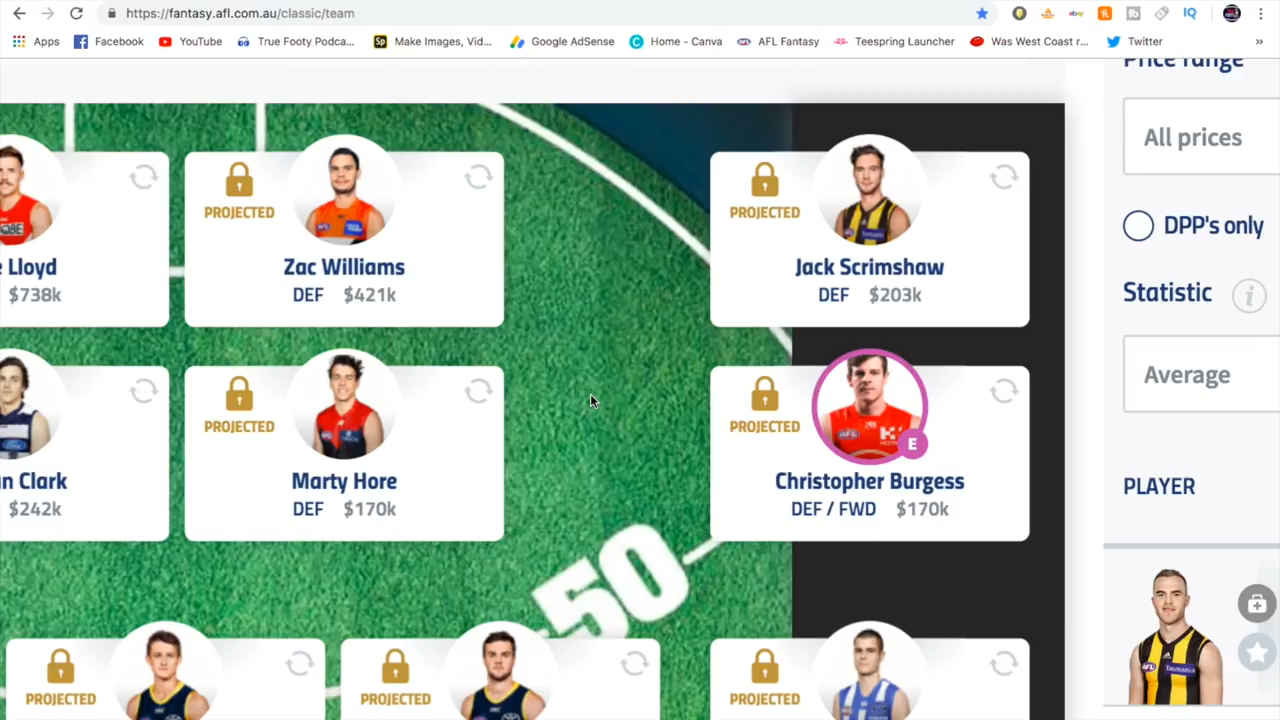 https://fantasy.afl.com.au/classic/team
Apps Facebook YouTube True Footy Podca... Make Images, Vid... Google AdSense Home - Canva AFL Fantasy Teespring Launcher Was West Coast r... Twitter »
Price range
All prices
DPP's only
Statistic
Average
PLAYER
Lloyd
$738k
PROJECTED
Zac Williams
DEF $421k
PROJECTED
Jack Scrimshaw
DEF $203k
Clark
$242k
PROJECTED
Marty Hore
DEF $170k
PROJECTED
E
Christopher Burgess
DEF / FWD $170k
50
PROJECTED
PROJECTED
PROJECTED